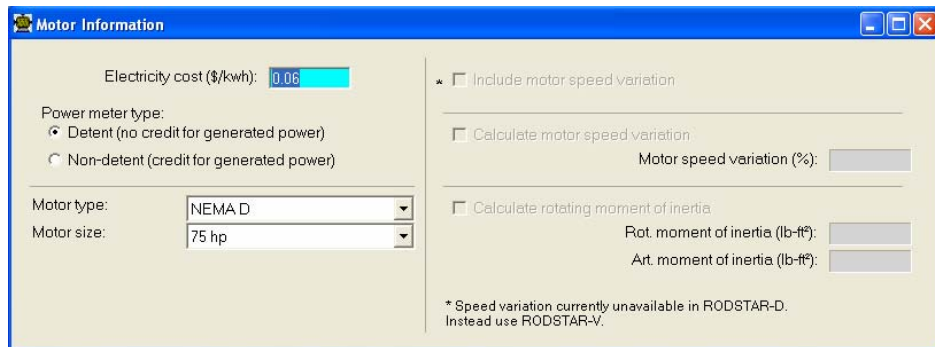 Motor Information
Electricity cost ($/kwh): 0.06
Power meter type:
Detent (no credit for generated power)
Non-detent (credit for generated power)
Motor type: NEMA D
Motor size: 75 hp
* Include motor speed variation
Calculate motor speed variation
Motor speed variation (%):
Calculate rotating moment of inertia
Rot. moment of inertia (lb-ft²):
Art. moment of inertia (lb-ft²):
* Speed variation currently unavailable in RODSTAR-D.
Instead use RODSTAR-V.